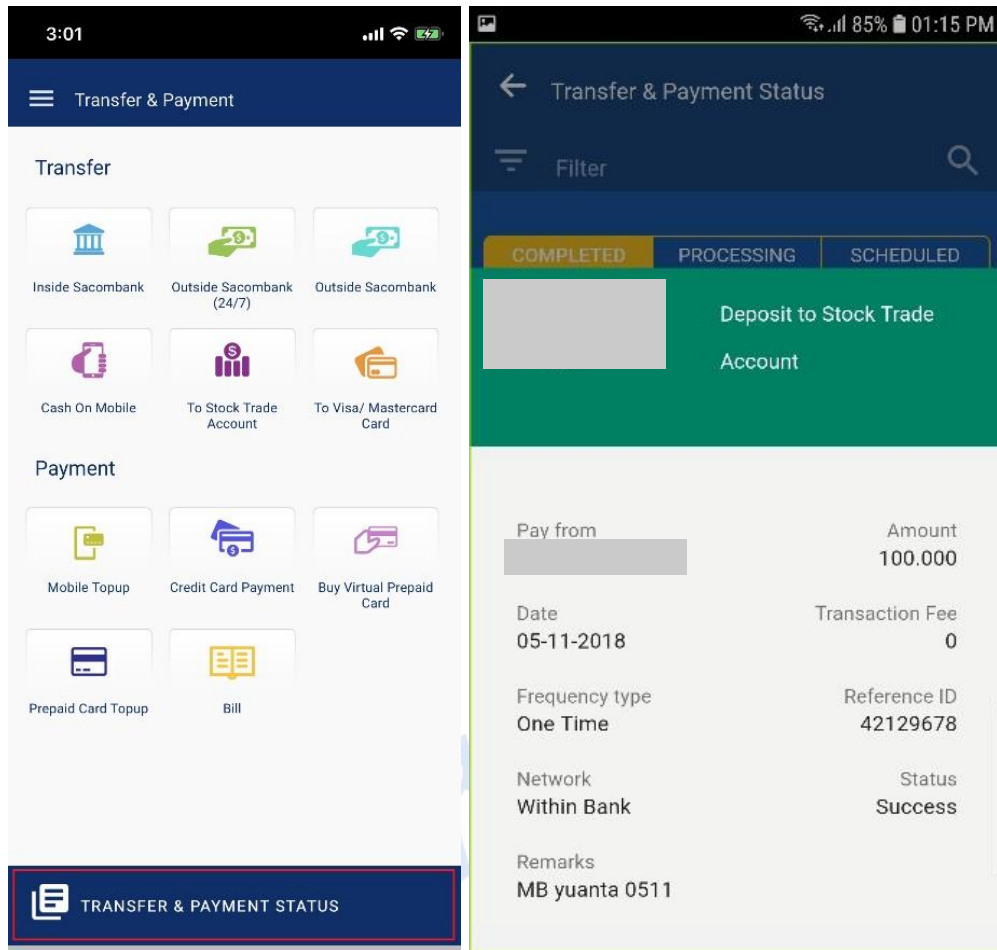 3:01
Transfer & Payment
Transfer
Inside Sacombank
Outside Sacombank
(24/7)
Outside Sacombank
Cash On Mobile
To Stock Trade
Account
To Visa/ Mastercard
Card
Payment
Mobile Topup
Credit Card Payment
Buy Virtual Prepaid
Card
Prepaid Card Topup
Bill
TRANSFER & PAYMENT STATUS
85% 01:15 PM
Transfer & Payment Status
Filter
COMPLETED PROCESSING SCHEDULED
Deposit to Stock Trade
Account
Pay from Amount
100.000
Date Transaction Fee
05-11-2018 0
Frequency type Reference ID
One Time 42129678
Network Status
Within Bank Success
Remarks
MB yuanta 0511